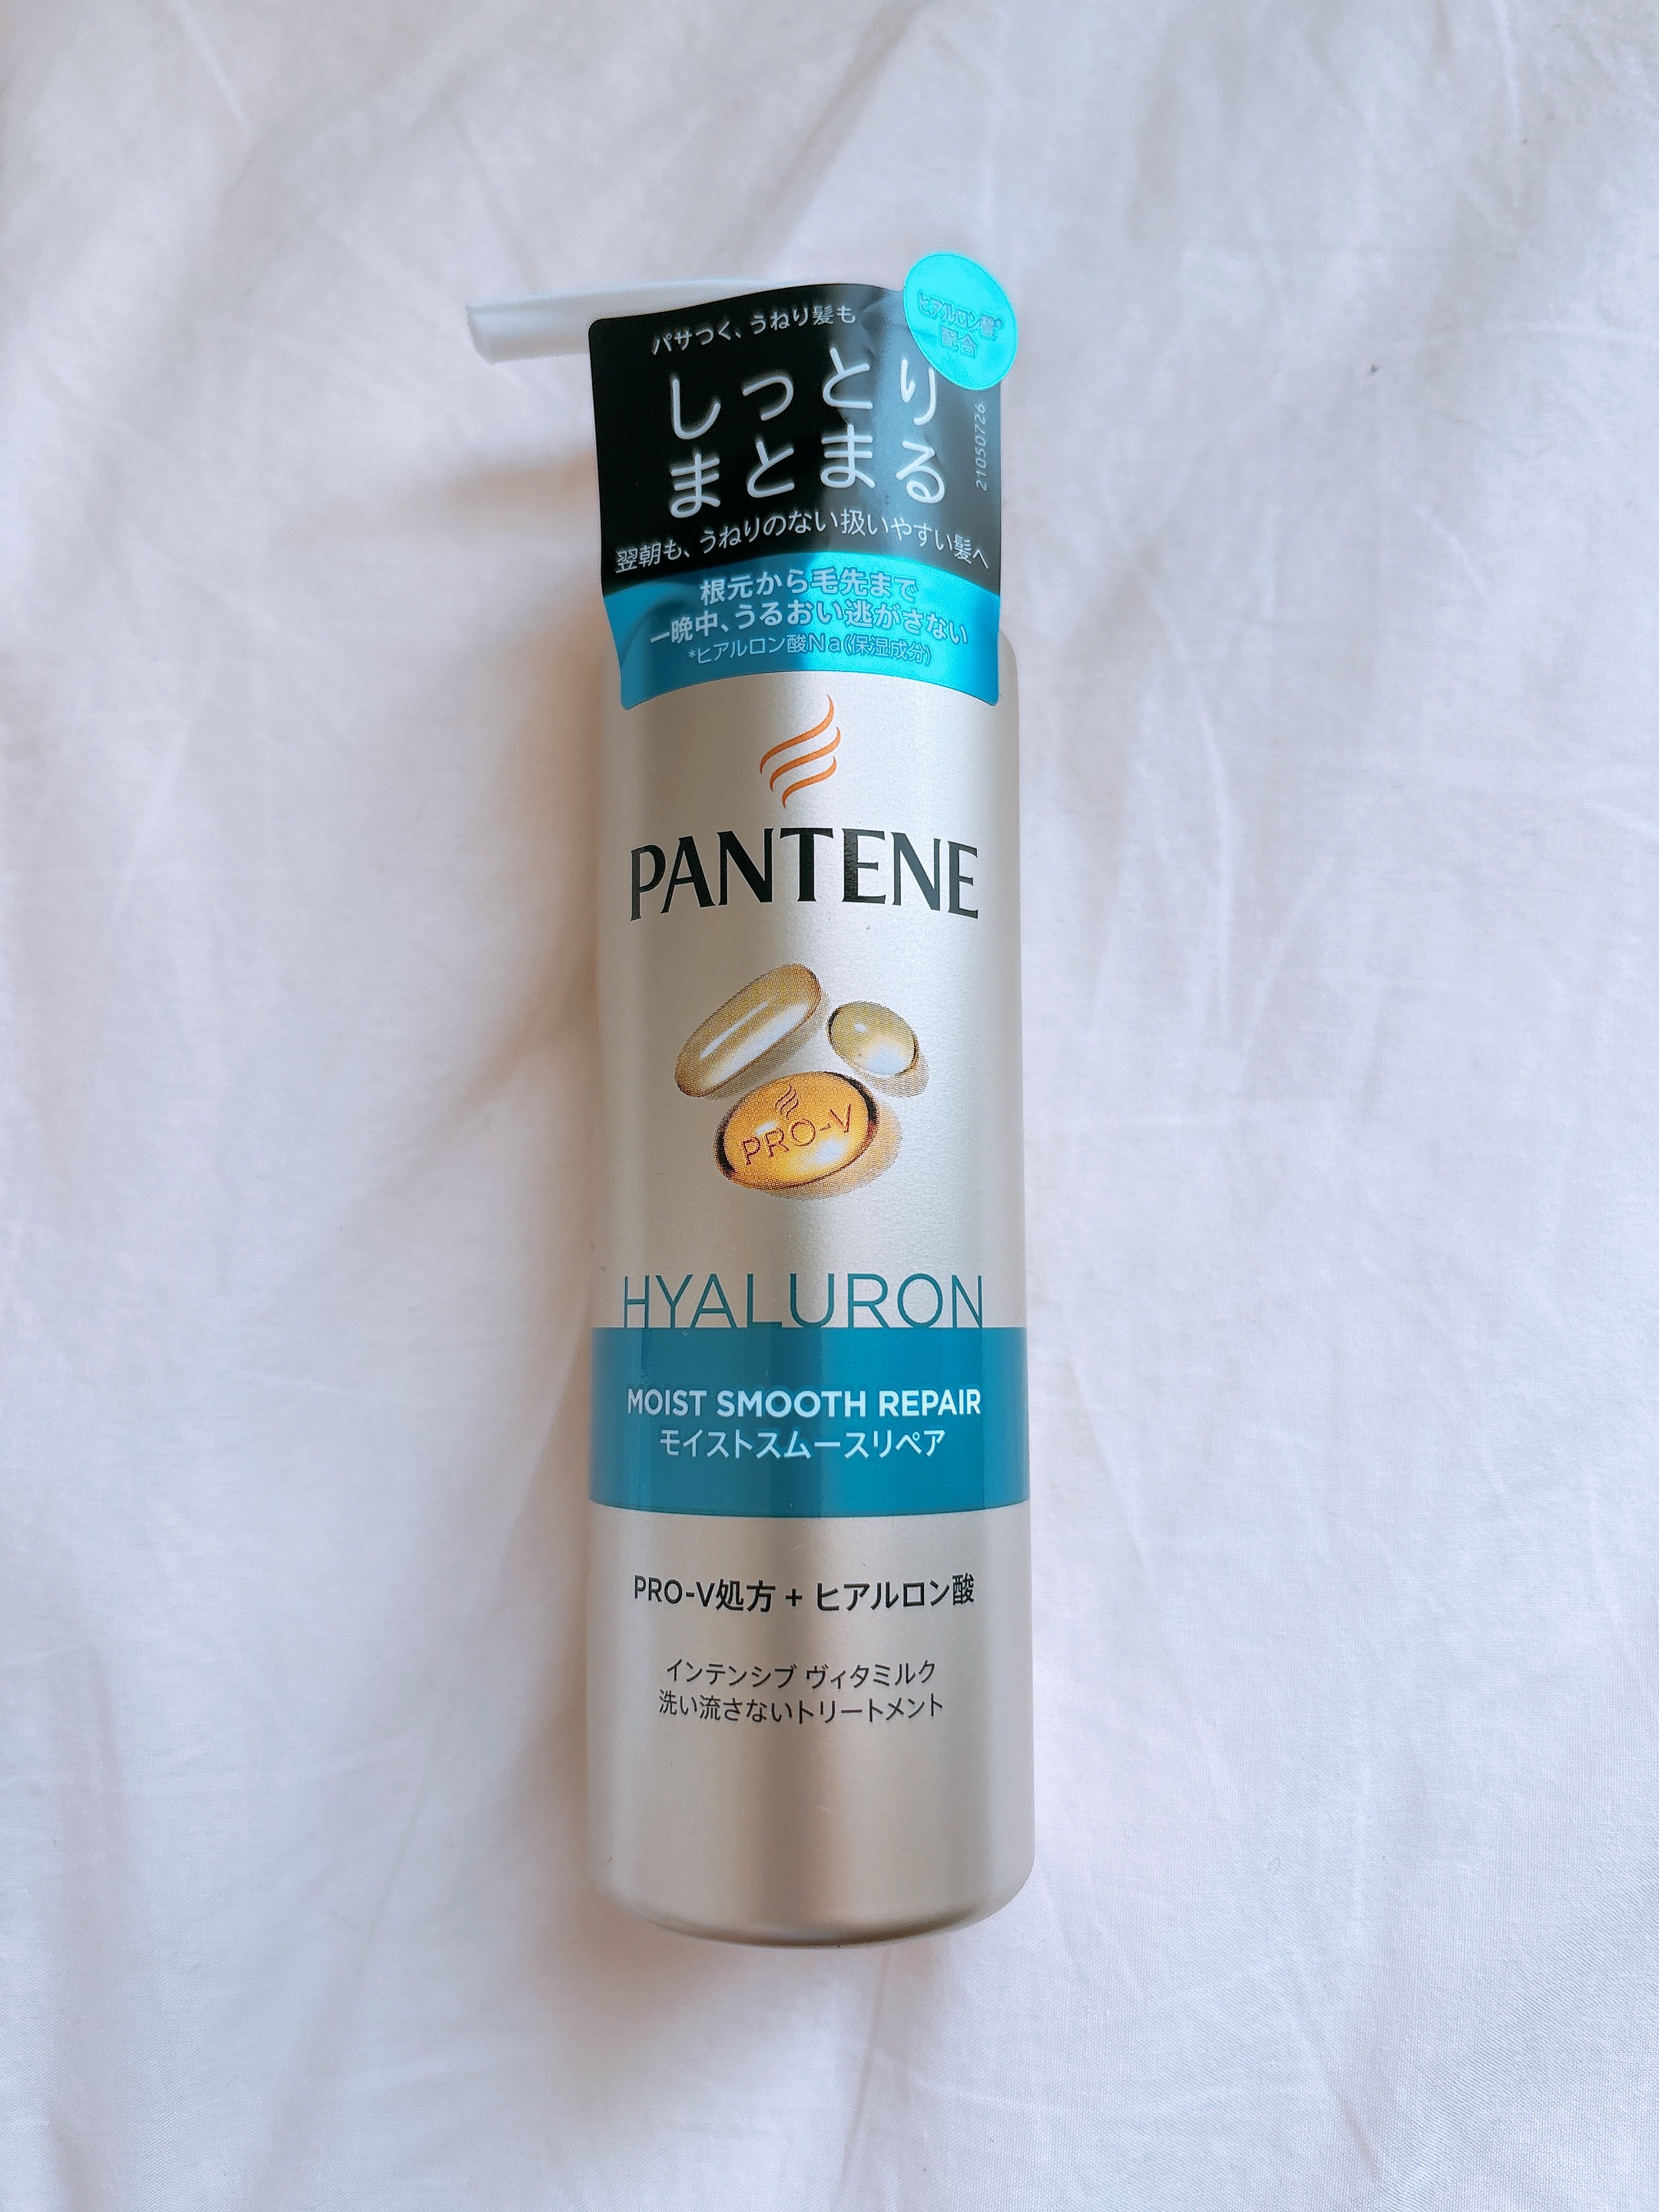 パサつく、うねり髪も
ヒアルロン酸*
配合
しっとり
まとまる
21050726
翌朝も、うねりのない扱いやすい髪へ
根元から毛先まで
一晩中、うるおい逃がさない
*ヒアルロン酸Na(保湿成分)
PANTENE
PRO-V
HYALURON
MOIST SMOOTH REPAIR
モイストスムースリペア
PRO-V処方 + ヒアルロン酸
インテンシブ ヴィタミルク
洗い流さないトリートメント